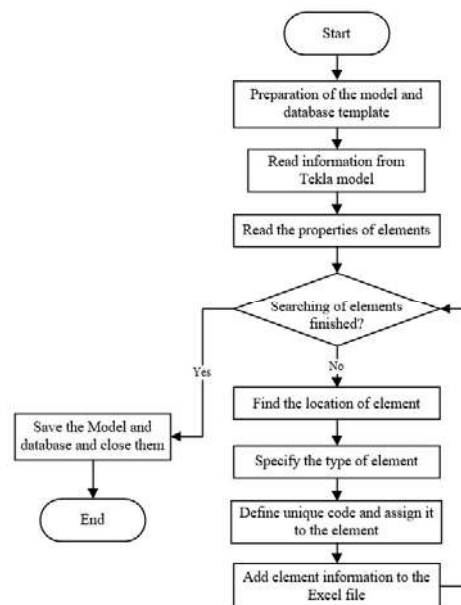 Start
Preparation of the model and
database template
Read information from
Tekla model
Read the properties of elements
Searching of elements
finished?
Yes
No
Save the Model and
database and close them
Find the location of element
Specify the type of element
End
Define unique code and assign it
to the element
Add element information to the
Excel file